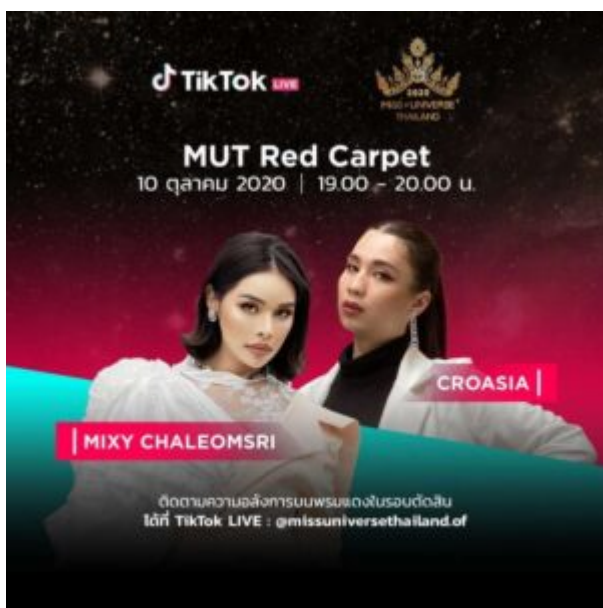 TikTok LIVE
2020
MISS UNIVERSE
THAILAND
MUT Red Carpet
10 ตุลาคม 2020 | 19.00 - 20.00 น.
CROASIA
MIXY CHALEOMSRI
ติดตามความอลังการบนพรมแดงในรอบตัดสิน
ได้ที่ TikTok LIVE : @missuniversethailand.of